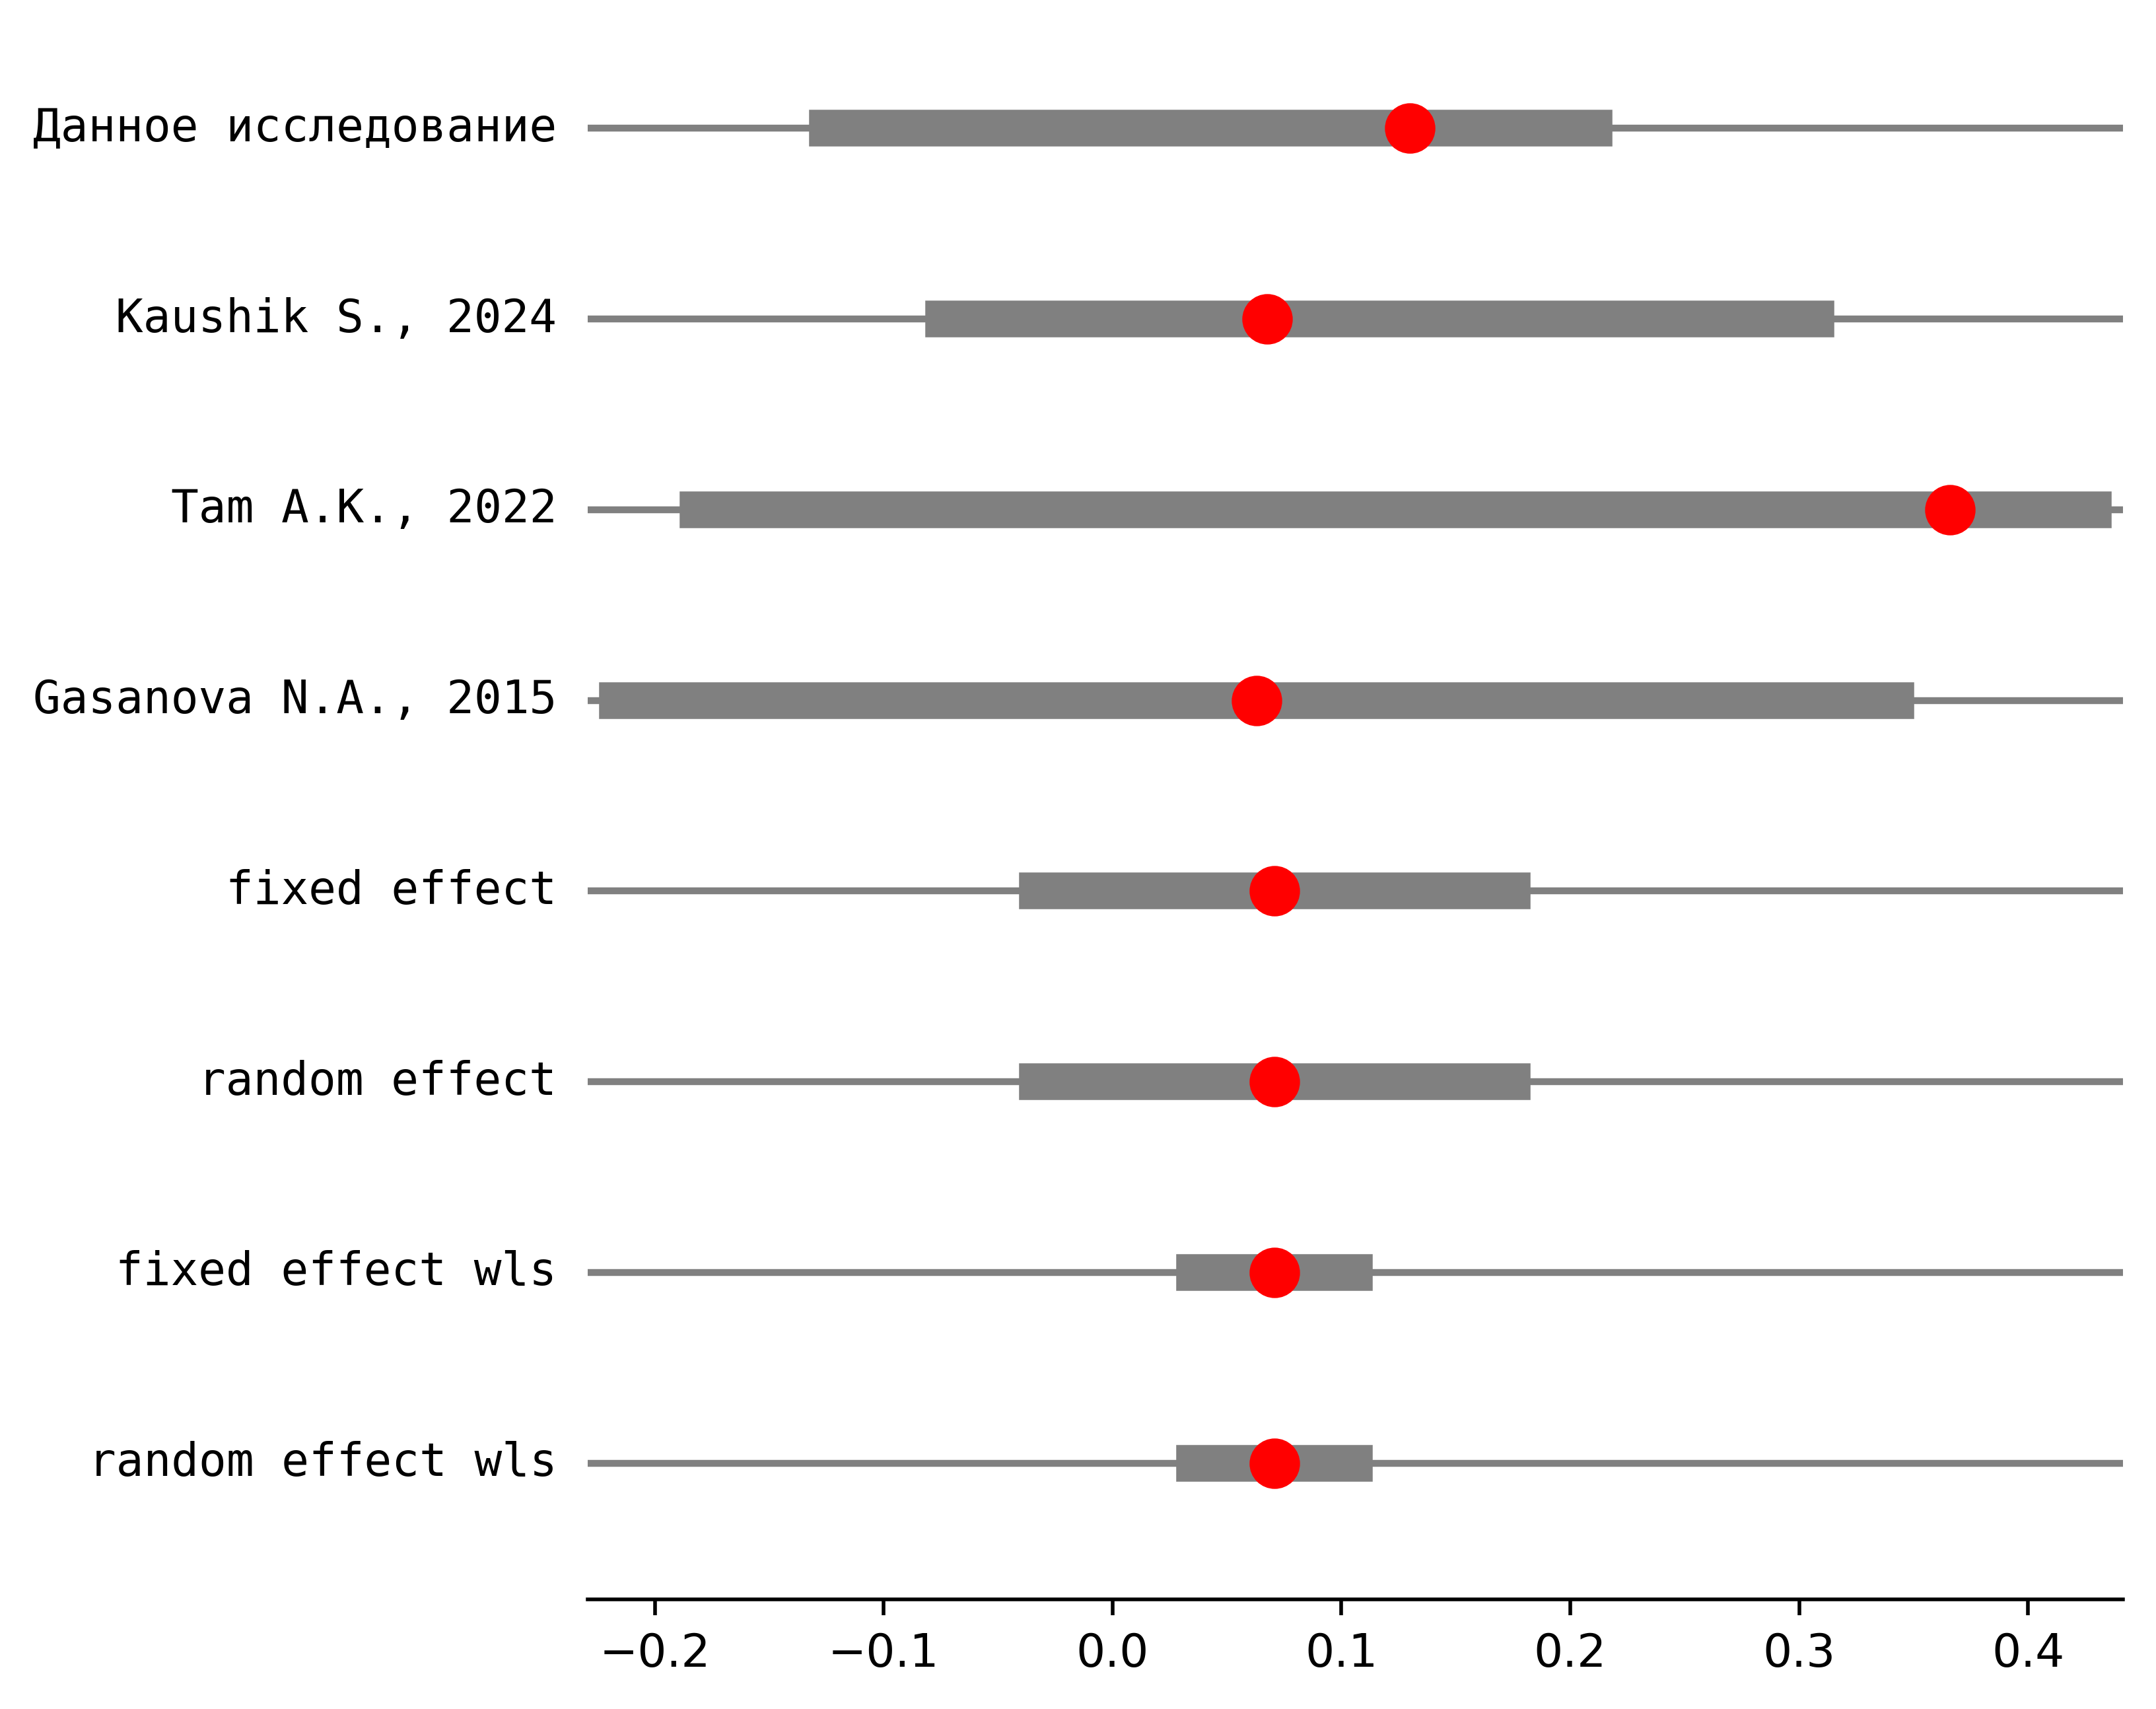 Данное исследование
Kaushik S., 2024
Tam A.K., 2022
Gasanova N.A., 2015
fixed effect
random effect
fixed effect wls
random effect wls
−0.2 −0.1 0.0 0.1 0.2 0.3 0.4